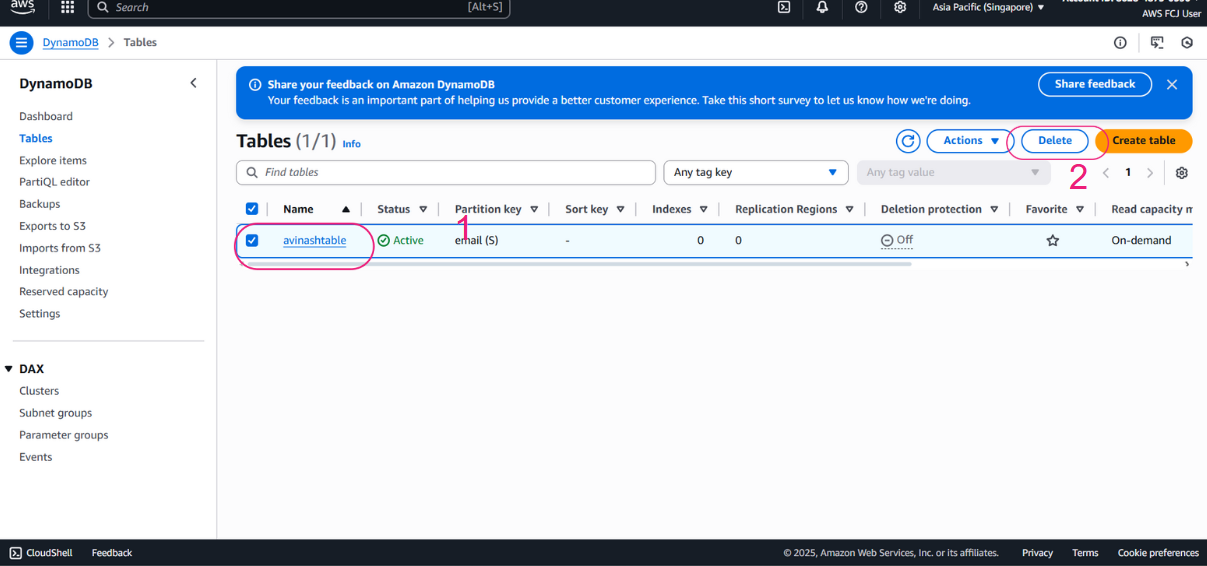 aws
Search [Alt+S]
Asia Pacific (Singapore)
AWS FCJ User
DynamoDB > Tables
DynamoDB
Dashboard
Tables
Explore items
PartiQL editor
Backups
Exports to S3
Imports from S3
Integrations
Reserved capacity
Settings
DAX
Clusters
Subnet groups
Parameter groups
Events
Share your feedback on Amazon DynamoDB
Your feedback is an important part of helping us provide a better customer experience. Take this short survey to let us know how we're doing.
Share feedback
Tables (1/1) Info
Actions
Delete
Create table
Find tables
Any tag key
Any tag value
2
1
Name Status Partition key Sort key Indexes Replication Regions Deletion protection Favorite Read capacity m
1
avinashtable Active email (S) - 0 0 Off On-demand
CloudShell Feedback © 2025, Amazon Web Services, Inc. or its affiliates. Privacy Terms Cookie preferences